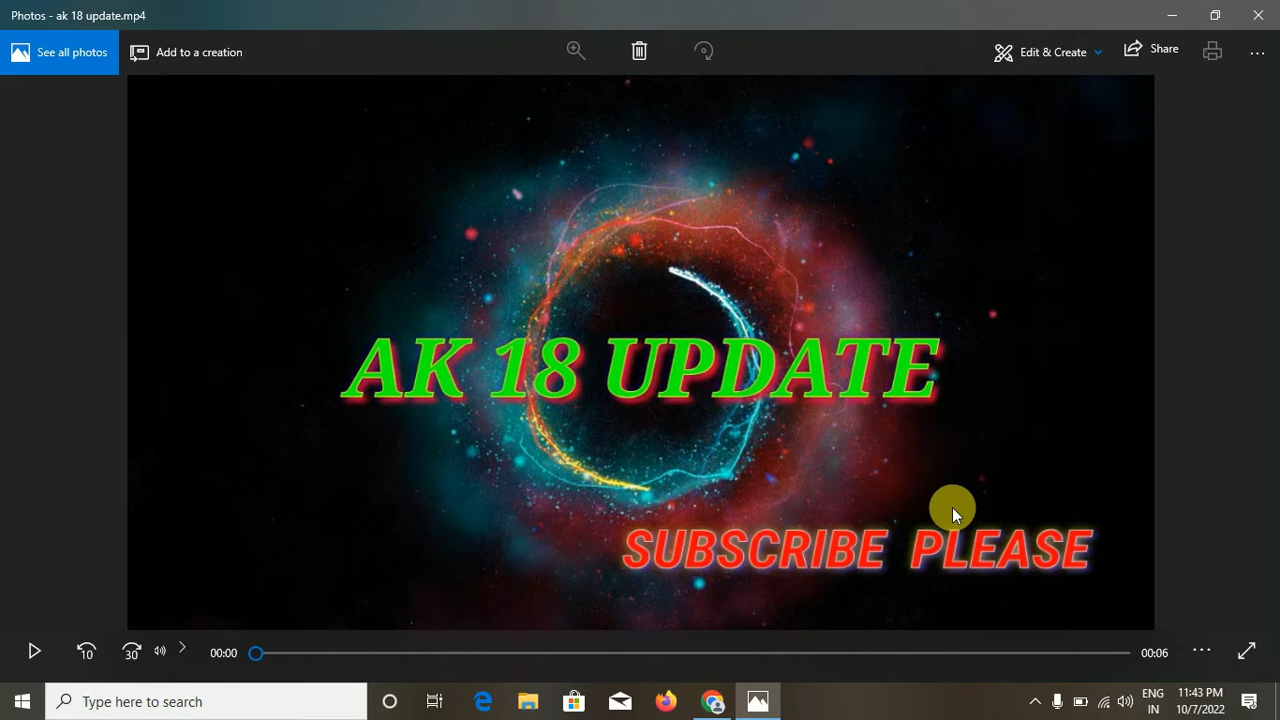 Photos - ak 18 update.mp4
See all photos
Add to a creation
Edit & Create
Share
AK 18 UPDATE
SUBSCRIBE PLEASE
10
30
00:00
00:06
Type here to search
ENG
IN
11:43 PM
10/7/2022